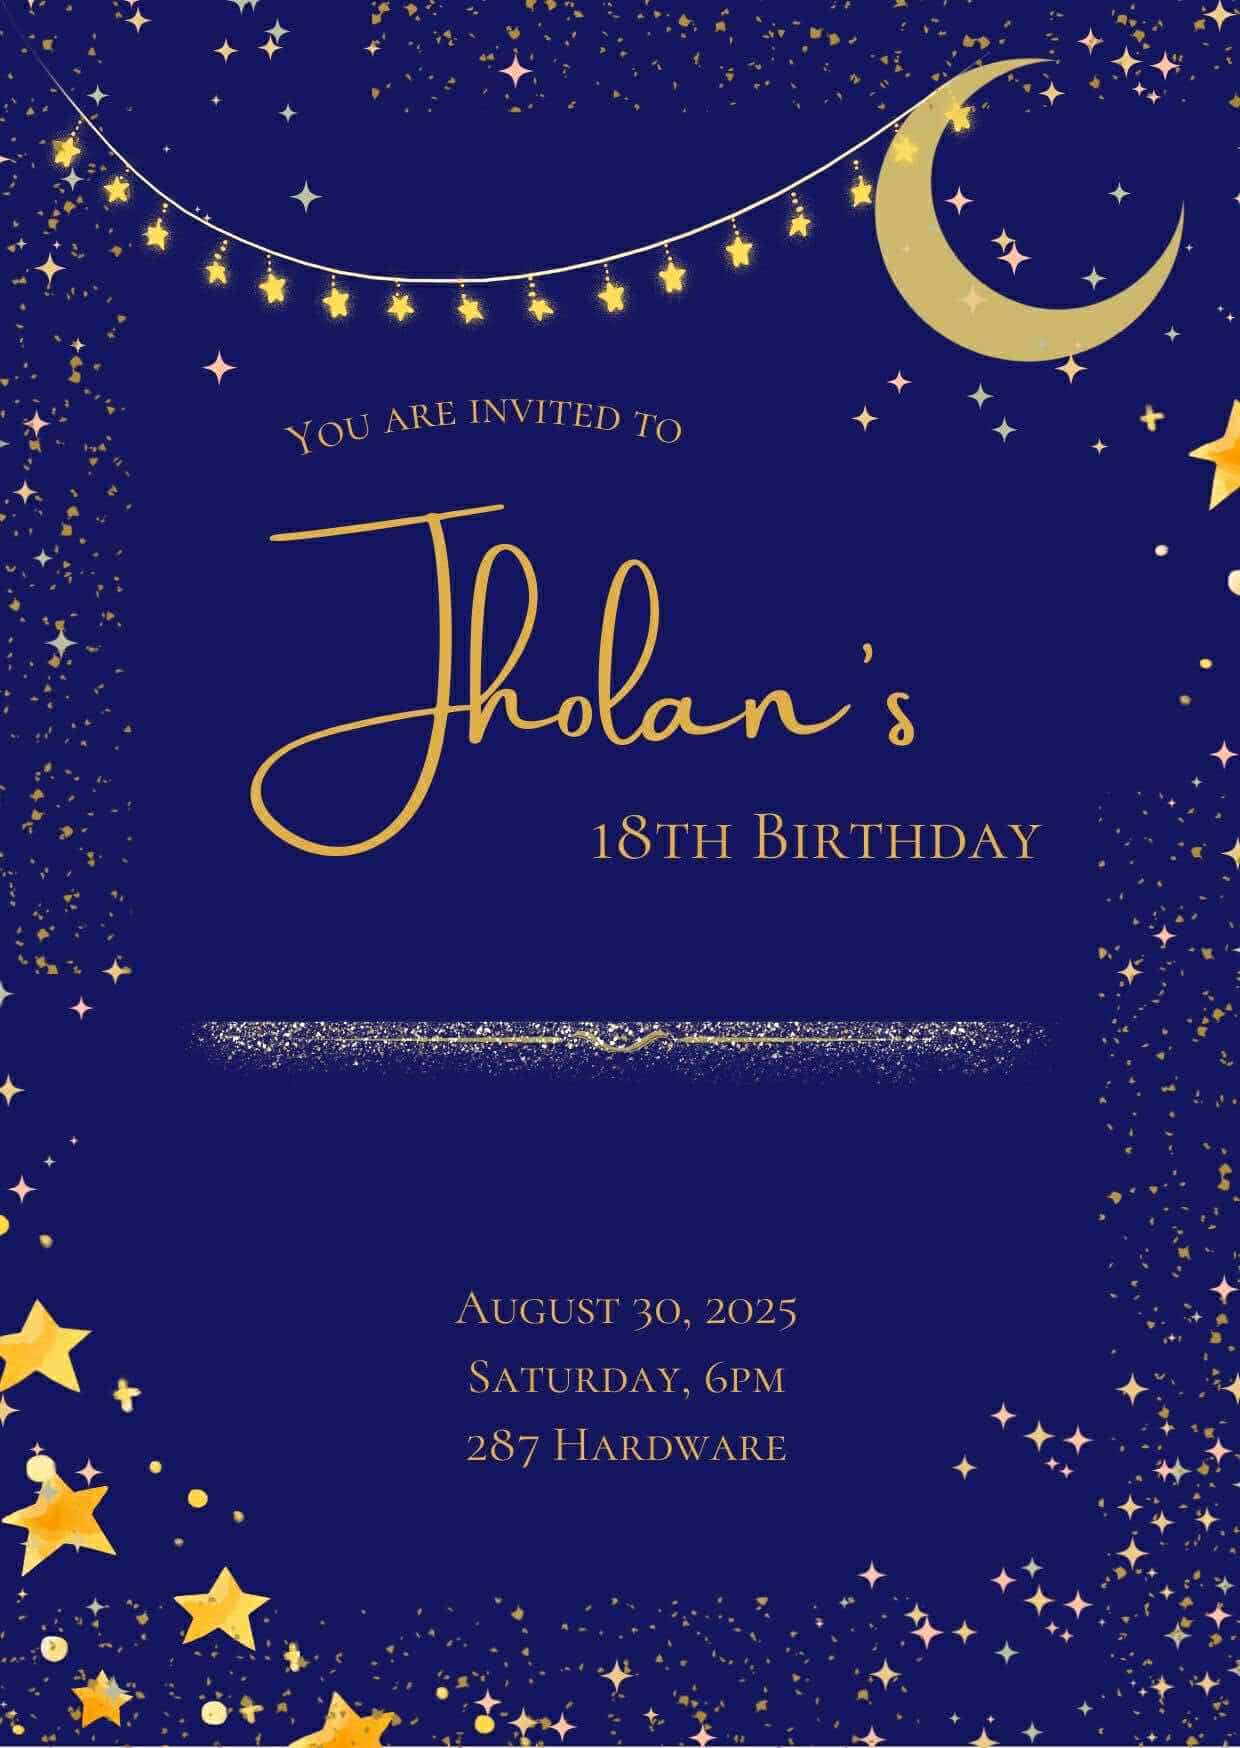 You are invited to
Jholan's
18th Birthday
August 30, 2025
Saturday, 6pm
287 Hardware